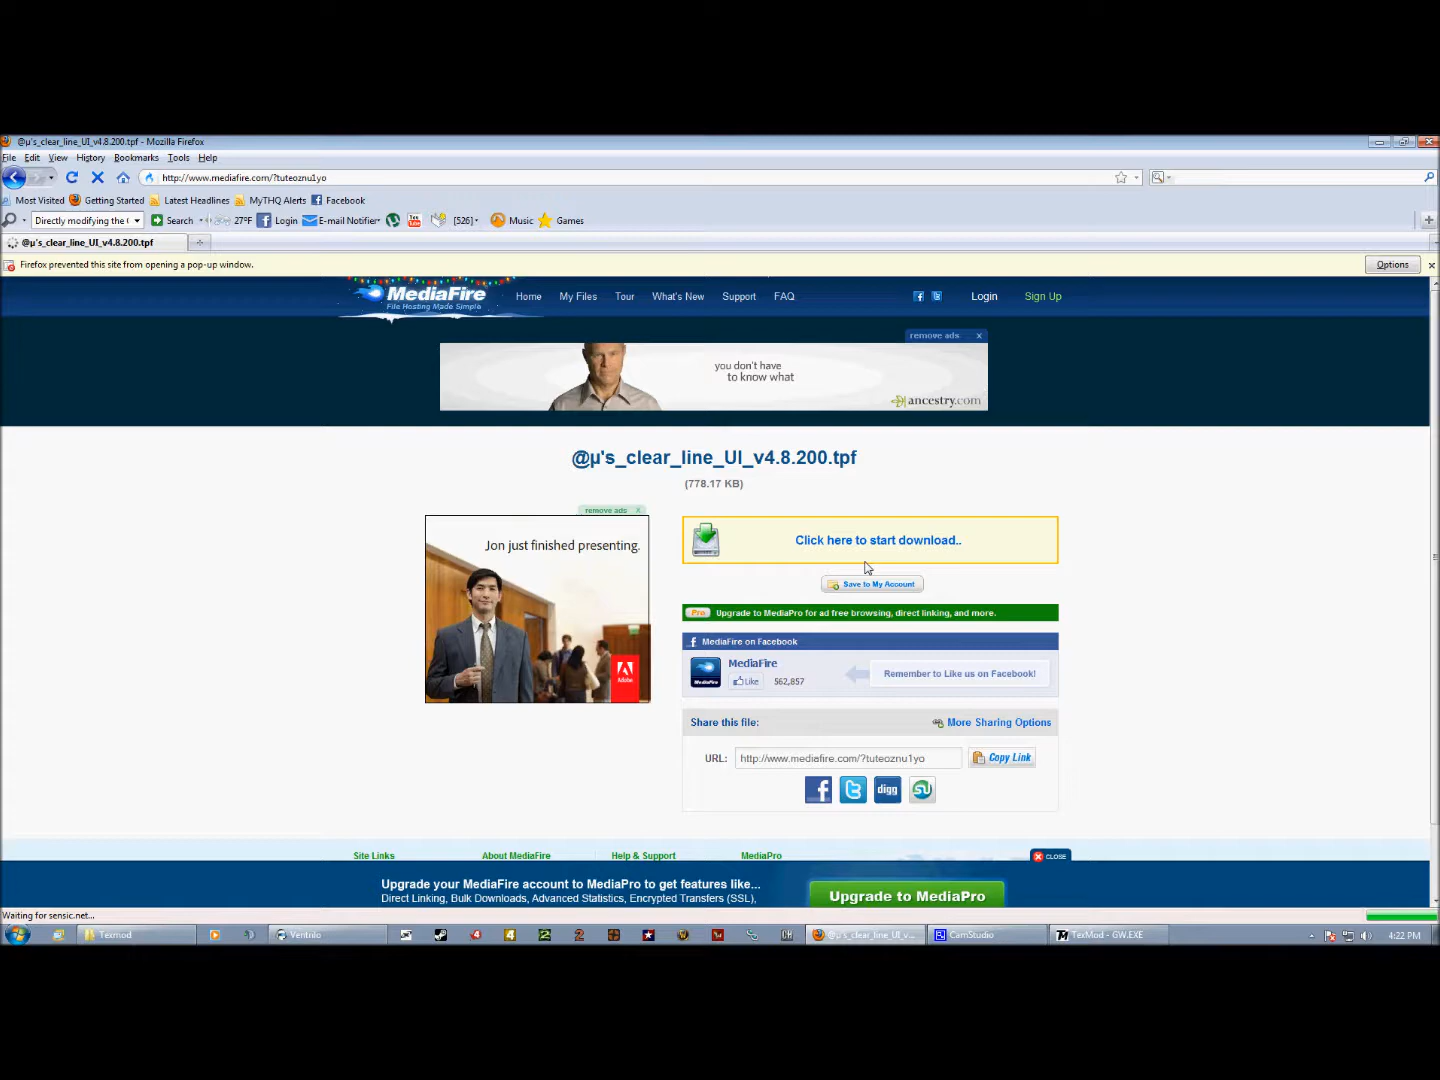 @µ's_clear_line_UI_v4.8.200.tpf - Mozilla Firefox
File Edit View History Bookmarks Tools Help
http://www.mediafire.com/?tuteoznu1yo
Most Visited Getting Started Latest Headlines MyTHQ Alerts Facebook
Directly modifying the Search 27°F Login E-mail Notifier [526] Music Games
@µ's_clear_line_UI_v4.8.200.tpf
Firefox prevented this site from opening a pop-up window. Options
MediaFire Home My Files Tour What's New Support FAQ Login Sign Up
File Hosting Made Simple
remove ads x
you don't have
to know what
ancestry.com
@µ's_clear_line_UI_v4.8.200.tpf
(778.17 KB)
remove ads x
Jon just finished presenting.
Adobe
Click here to start download..
Save to My Account
Pro Upgrade to MediaPro for ad free browsing, direct linking, and more.
f MediaFire on Facebook
MediaFire
Like 562,857
Remember to Like us on Facebook!
Share this file: More Sharing Options
URL: http://www.mediafire.com/?tuteoznu1yo Copy Link
digg
Site Links About MediaFire Help & Support MediaPro
CLOSE
Upgrade your MediaFire account to MediaPro to get features like...
Direct Linking, Bulk Downloads, Advanced Statistics, Encrypted Transfers (SSL),
Upgrade to MediaPro
Waiting for sensic.net...
Texmod Ventrilo @µ's_clear_line_UI_v... CamStudio TexMod - GW.EXE 4:22 PM